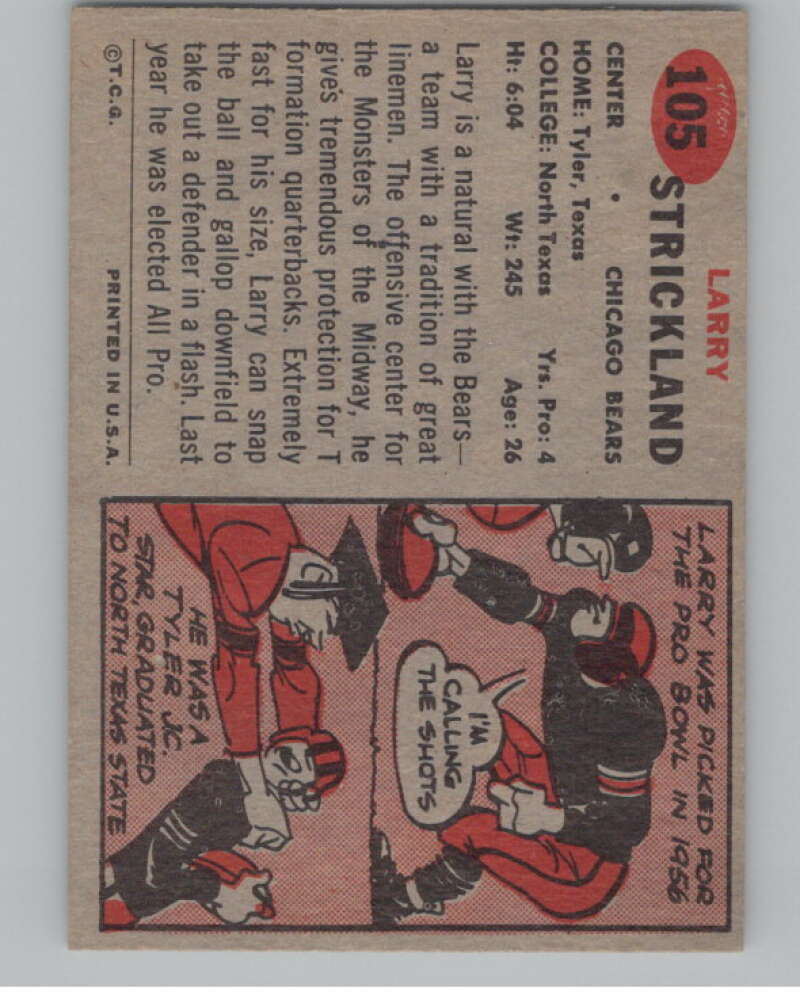 105
LARRY
STRICKLAND
CENTER • CHICAGO BEARS
HOME: Tyler, Texas
COLLEGE: North Texas Yrs. Pro: 4
Ht: 6:04 Wt: 245 Age: 26
Larry is a natural with the Bears—
a team with a tradition of great
linemen. The offensive center for
the Monsters of the Midway, he
give's tremendous protection for T
formation quarterbacks. Extremely
fast for his size, Larry can snap
the ball and gallop downfield to
take out a defender in a flash. Last
year he was elected All Pro.
©T.C.G. PRINTED IN U.S.A.
LARRY WAS PICKED FOR
THE PRO BOWL IN 1956
I'M
CALLING
THE SHOTS
HE WAS A
TYLER JC.
STAR, GRADUATED
TO NORTH TEXAS STATE